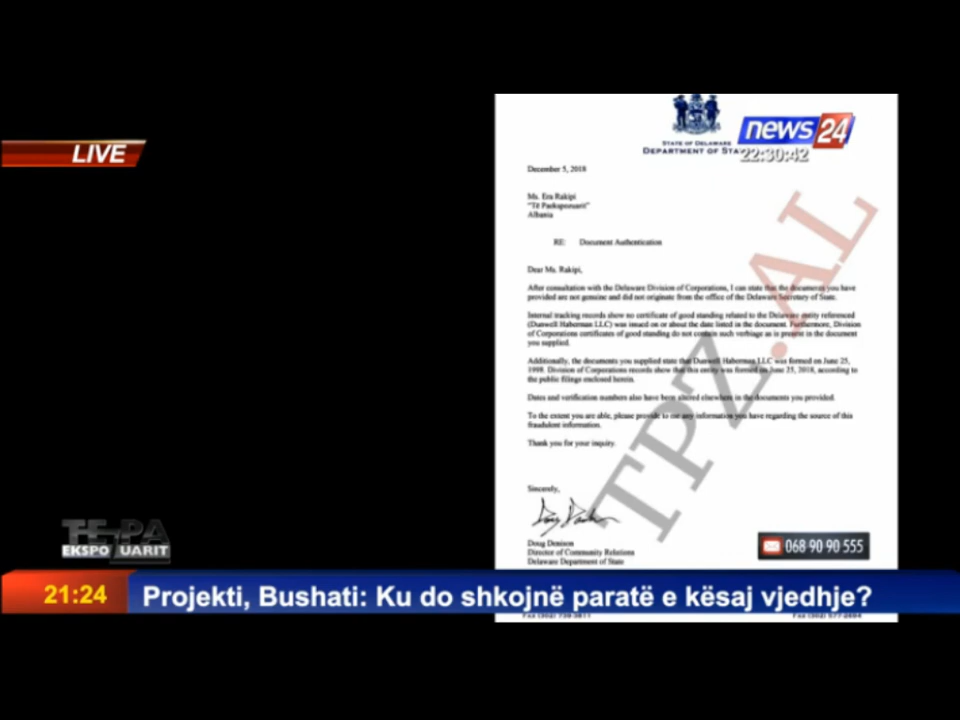 LIVE
STATE OF DELAWARE
DEPARTMENT OF STA
news 24
22:30:42
December 5, 2018
Ms. Era Rakipi
"Të Paekspozuarit"
Albania
RE: Document Authentication
Dear Ms. Rakipi,
After consultation with the Delaware Division of Corporations, I can state that the documents you have
provided are not genuine and did not originate from the office of the Delaware Secretary of State.
Internal tracking records show no certificate of good standing related to the Delaware entity referenced
(Dunwell Haberman LLC) was issued on or about the date listed in the document. Furthermore, Division
of Corporations certificates of good standing do not contain such verbiage as is present in the document
you supplied.
Additionally, the documents you supplied state that Dunwell Haberman LLC was formed on June 25,
1998. Division of Corporations records show that this entity was formed on June 25, 2018, according to
the public filings enclosed herein.
Dates and verification numbers also have been altered elsewhere in the documents you provided.
To the extent you are able, please provide to me any information you have regarding the source of this
fraudulent information.
Thank you for your inquiry.
TPZ.AL
Sincerely,
Doug Denison
Director of Community Relations
Delaware Department of State
TE PA
EKSPO UARIT
068 90 90 555
21:24 Projekti, Bushati: Ku do shkojnë paratë e kësaj vjedhje?